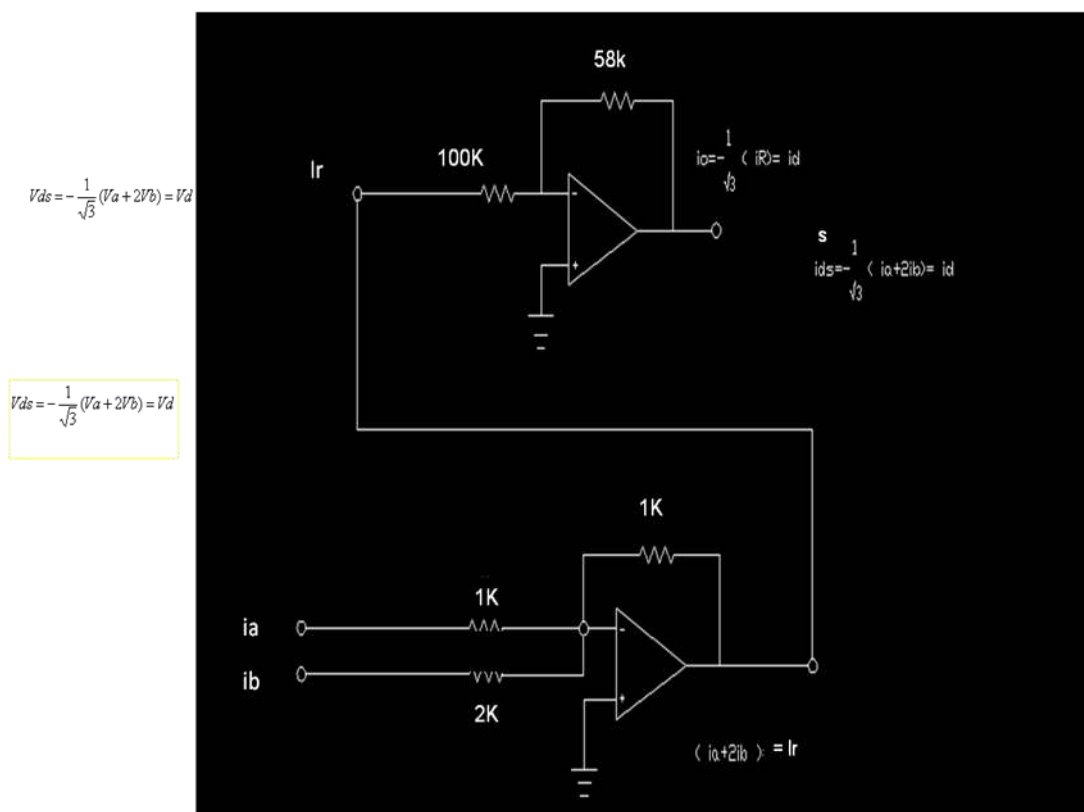 58k
100K
Ir
io=-1/√3 ( iR)= id
Vds=-1/√3(Va+2Vb)=Vd
-
+
s
ids=-1/√3 ( ia+2ib)= id
Vds=-1/√3(Va+2Vb)=Vd
1K
1K
ia
-
ib
+
2K
( ia+2ib ): = Ir